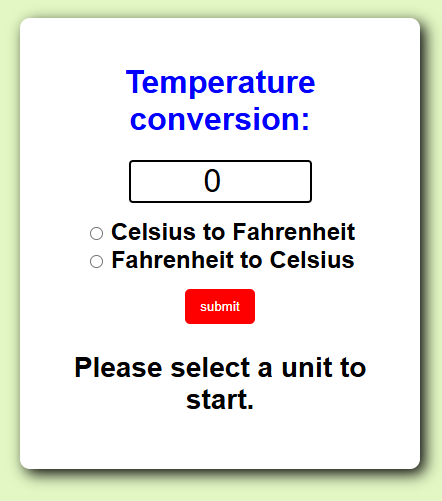 Temperature
conversion:
0
Celsius to Fahrenheit
Fahrenheit to Celsius
submit
Please select a unit to
start.